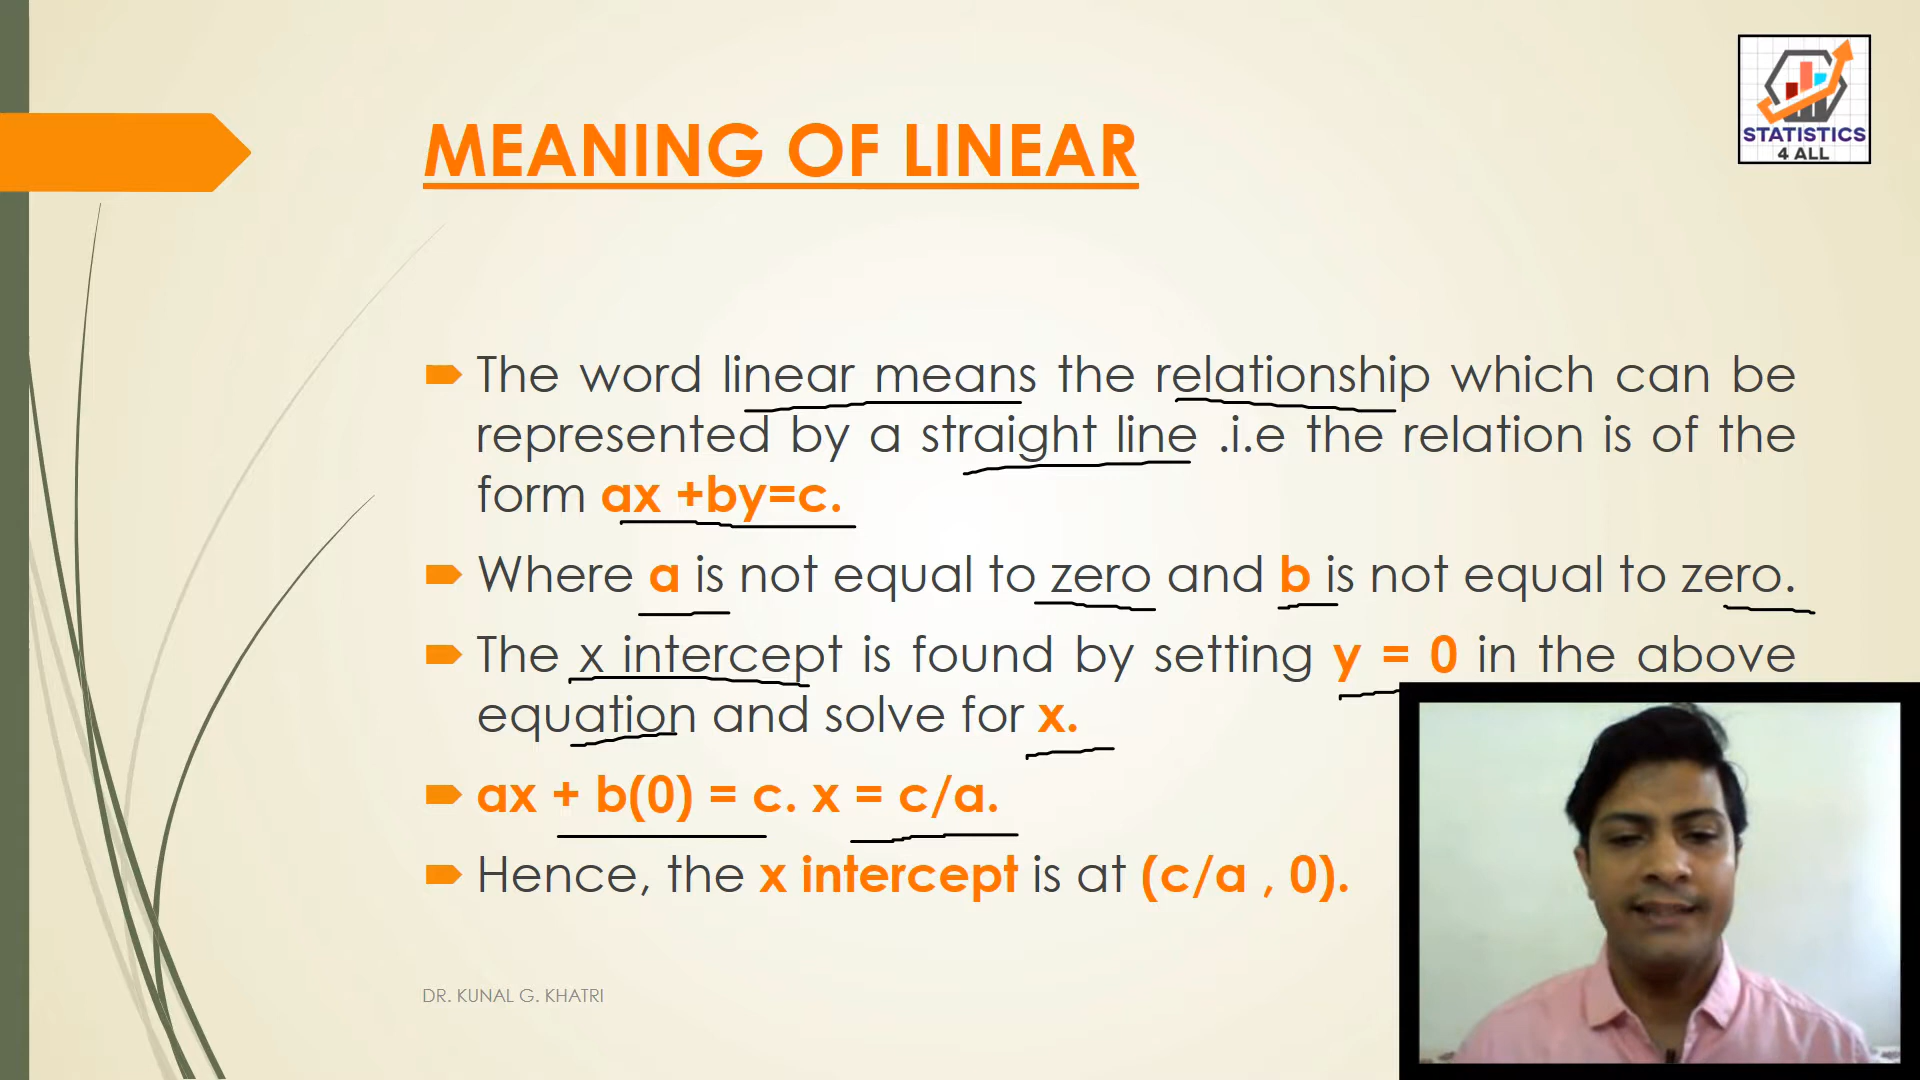 STATISTICS
4 ALL
MEANING OF LINEAR
The word linear means the relationship which can be
represented by a straight line .i.e the relation is of the
form ax +by=c.
Where a is not equal to zero and b is not equal to zero.
The x intercept is found by setting y = 0 in the above
equation and solve for x.
ax + b(0) = c. x = c/a.
Hence, the x intercept is at (c/a , 0).
DR. KUNAL G. KHATRI